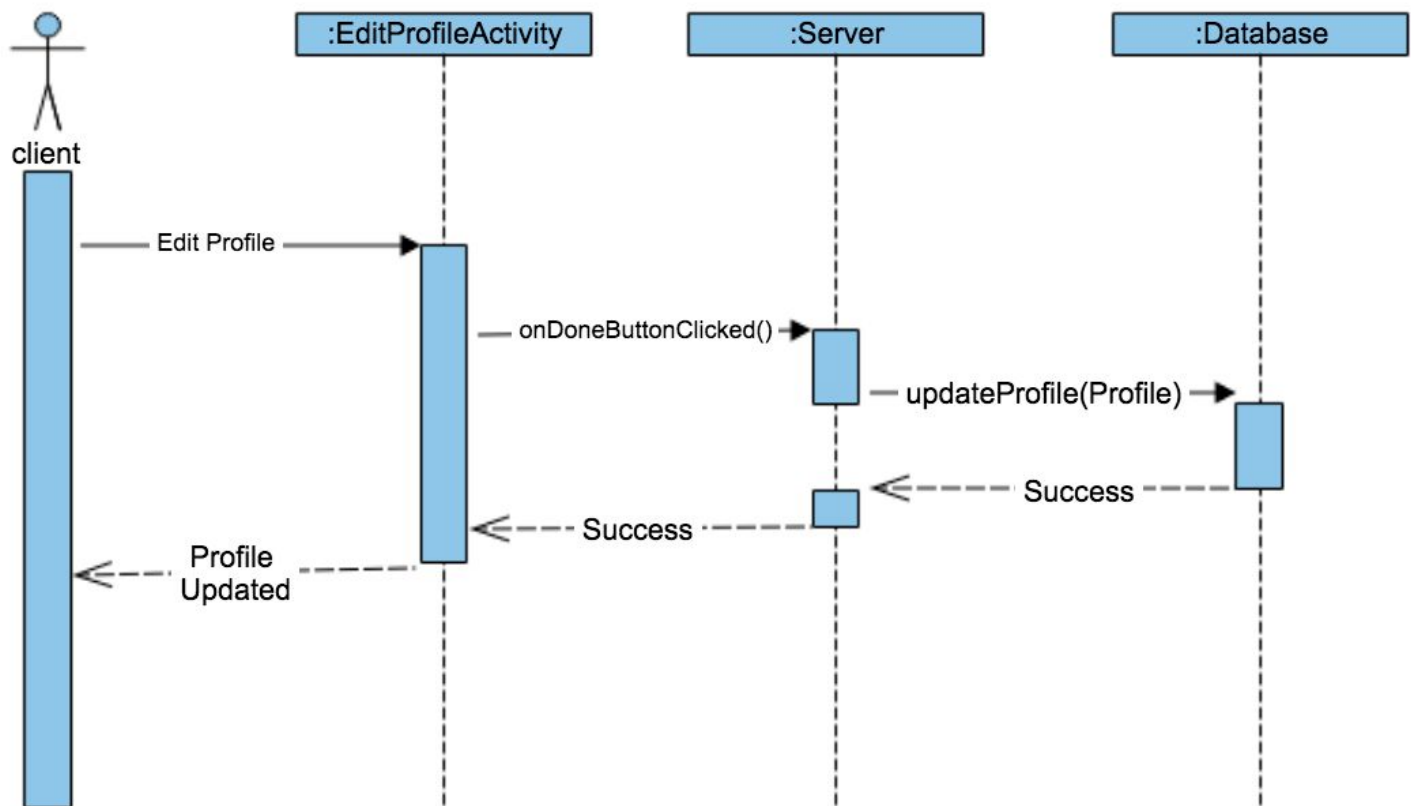 :EditProfileActivity
:Server
:Database
client
Edit Profile
onDoneButtonClicked()
updateProfile(Profile)
Success
Success
Profile
Updated